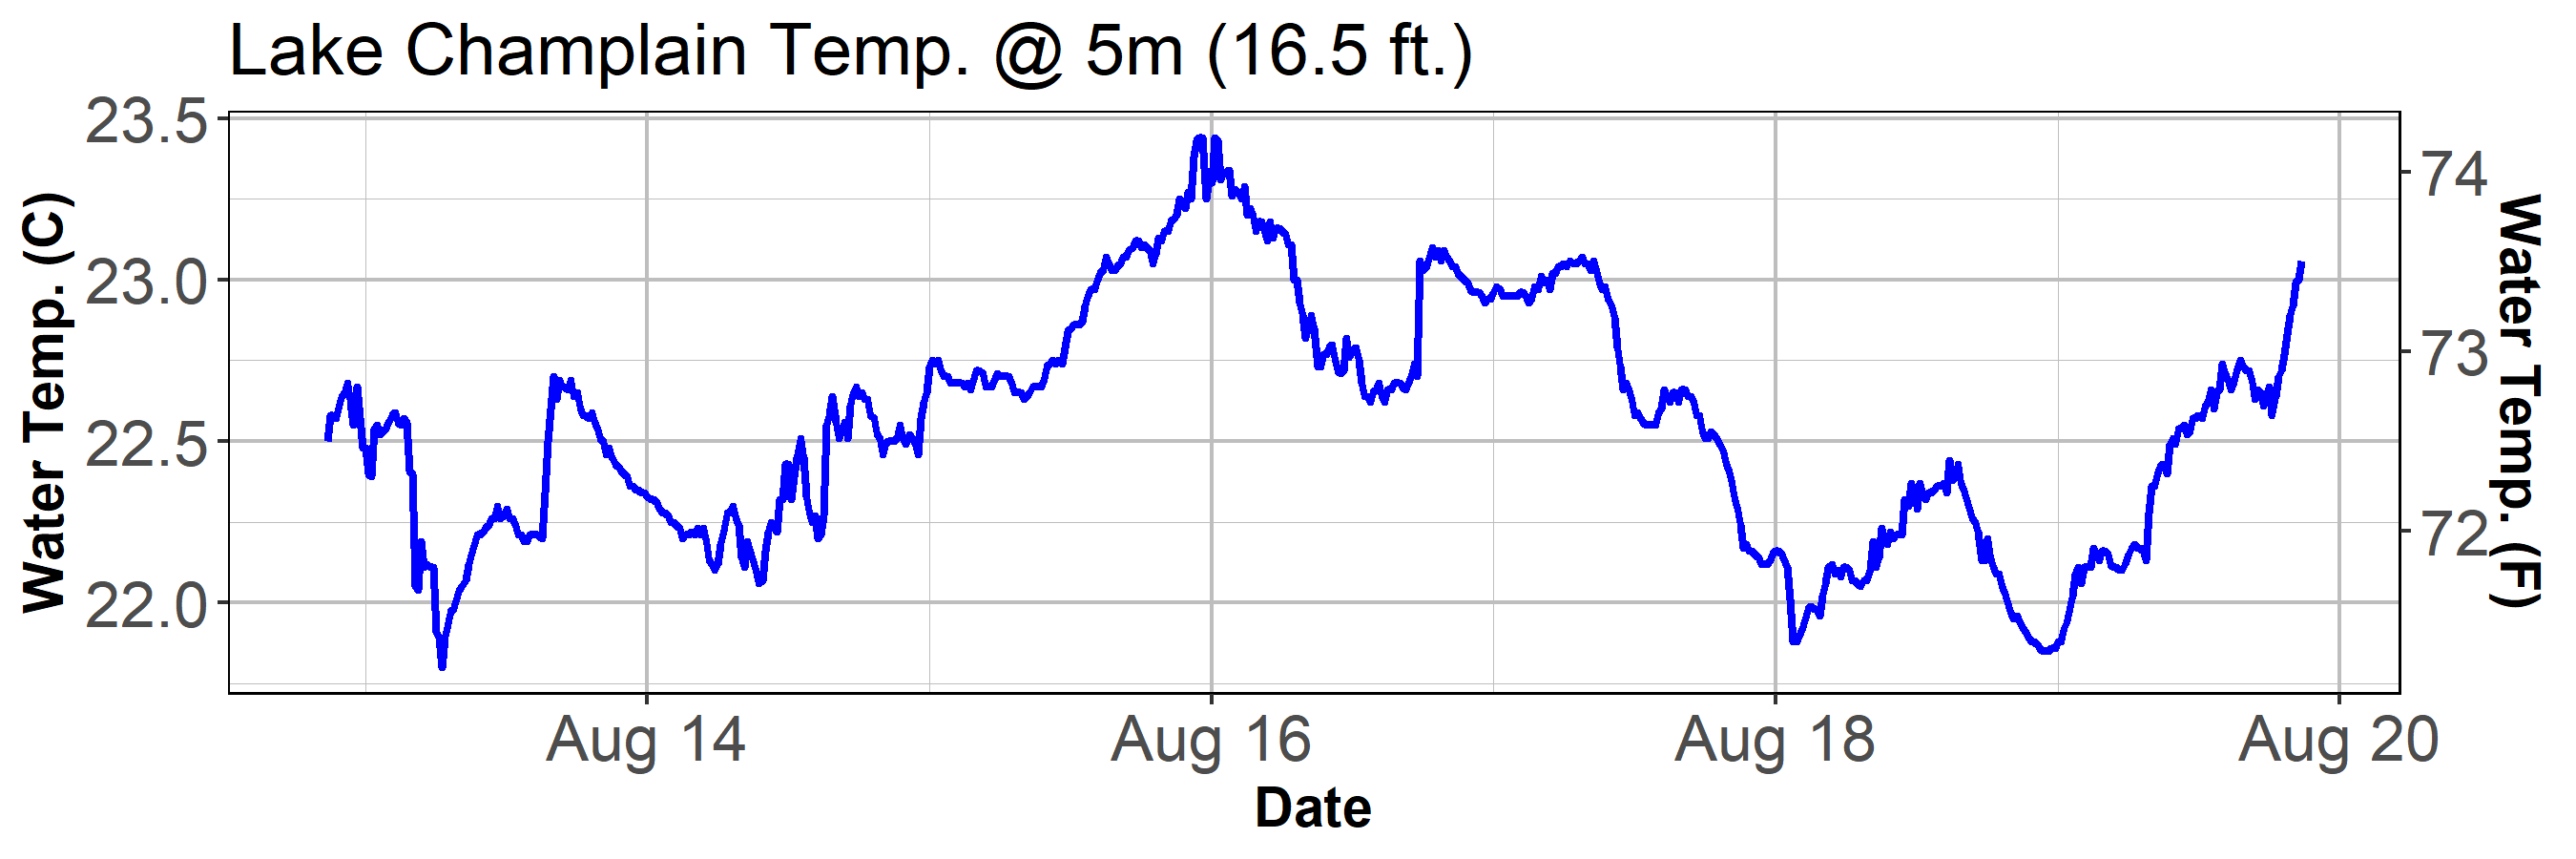 Lake Champlain Temp. @ 5m (16.5 ft.)
Water Temp. (C)
23.5
23.0
22.5
22.0
74
73
72
Water Temp. (F)
Aug 14
Aug 16
Aug 18
Aug 20
Date